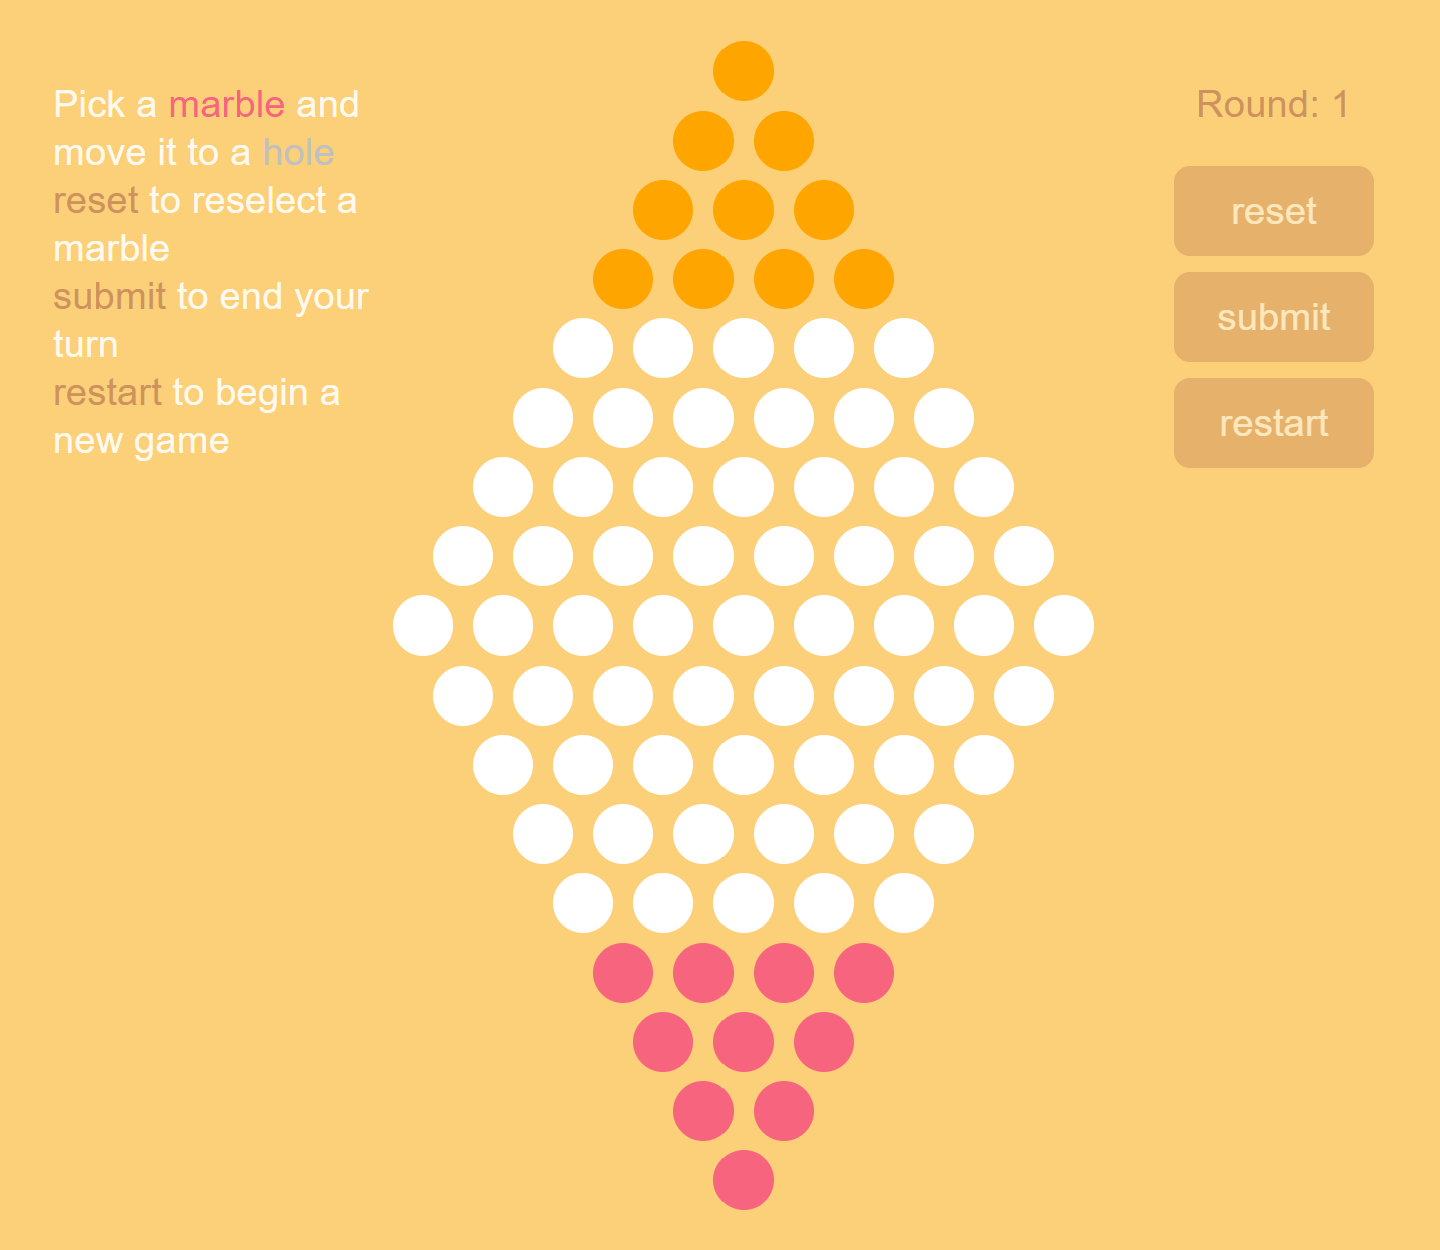 Pick a marble and
move it to a hole
reset to reselect a
marble
submit to end your
turn
restart to begin a
new game
Round: 1
reset
submit
restart